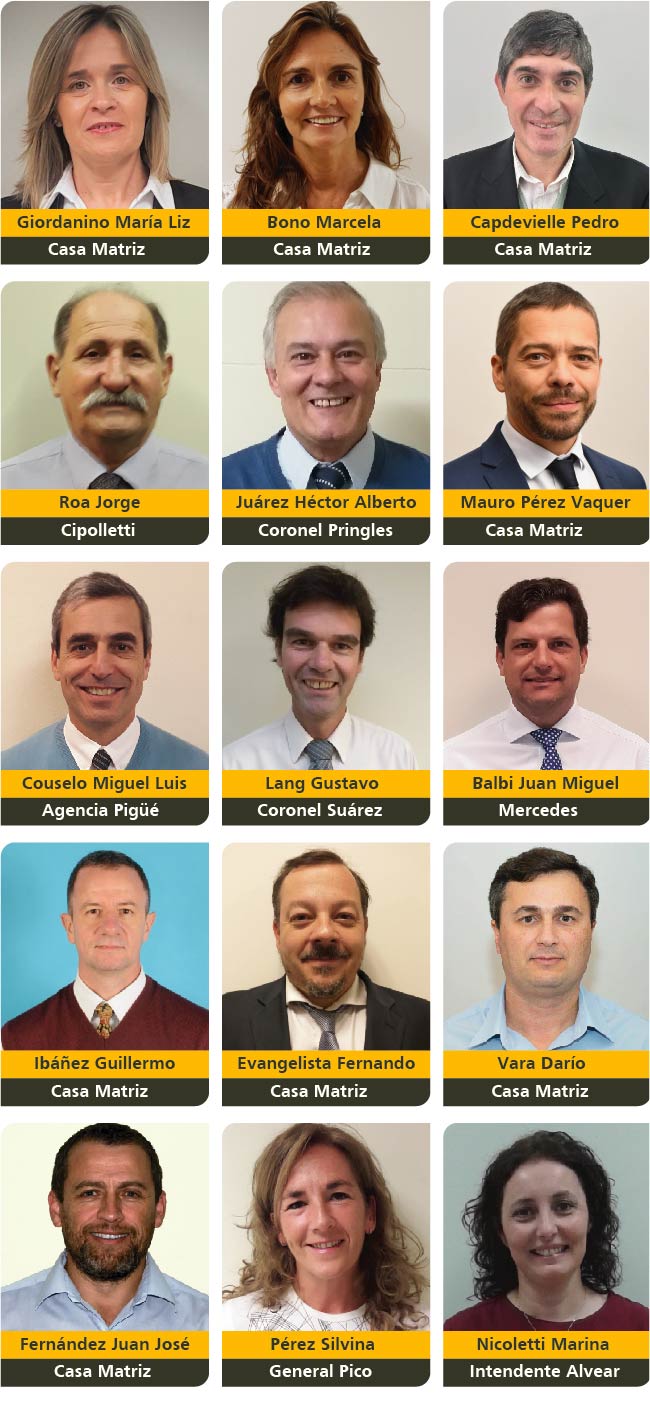 Giordanino María Liz
Casa Matriz
Bono Marcela
Casa Matriz
Capdevielle Pedro
Casa Matriz
Roa Jorge
Cipolletti
Juárez Héctor Alberto
Coronel Pringles
Mauro Pérez Vaquer
Casa Matriz
Couselo Miguel Luis
Agencia Pigüé
Lang Gustavo
Coronel Suárez
Balbi Juan Miguel
Mercedes
Ibáñez Guillermo
Casa Matriz
Evangelista Fernando
Casa Matriz
Vara Darío
Casa Matriz
Fernández Juan José
Casa Matriz
Pérez Silvina
General Pico
Nicoletti Marina
Intendente Alvear